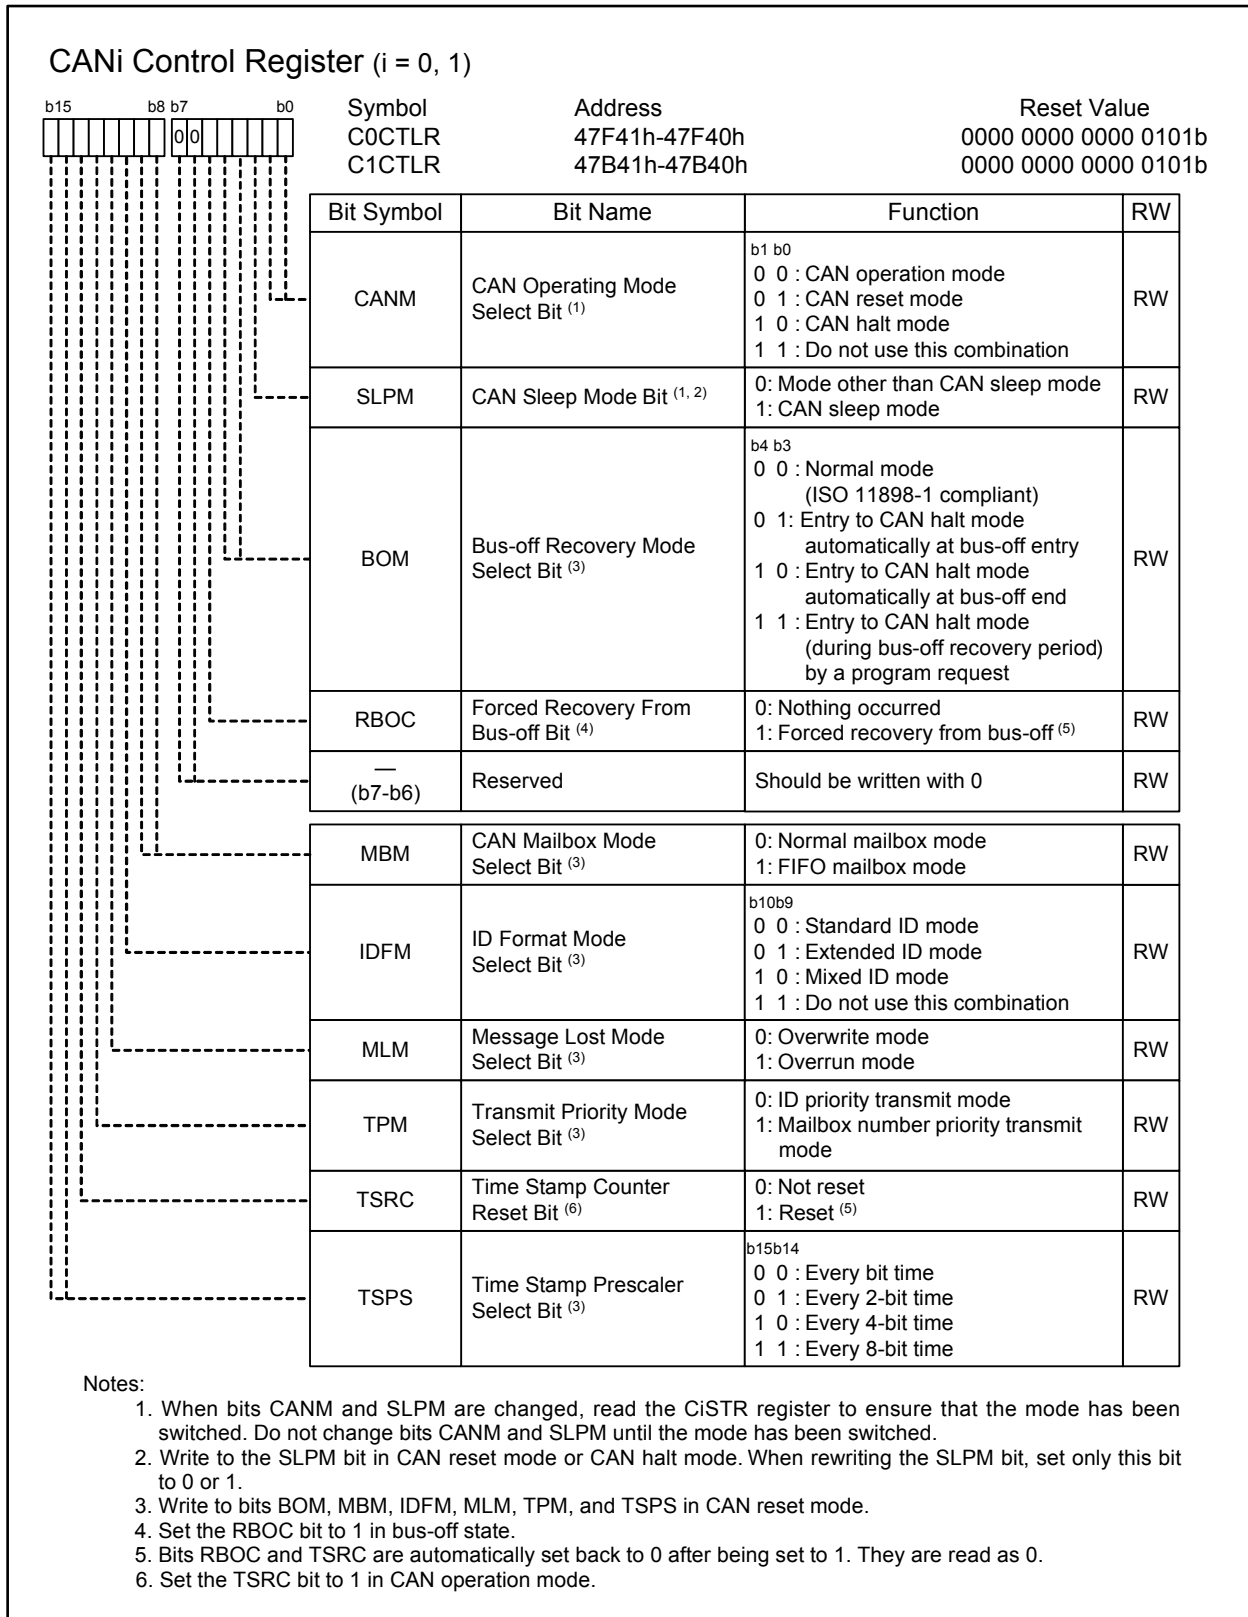 CANi Control Register (i = 0, 1)
b15 b8 b7 b0
0 0
Symbol Address Reset Value
C0CTLR 47F41h-47F40h 0000 0000 0000 0101b
C1CTLR 47B41h-47B40h 0000 0000 0000 0101b
Bit Symbol Bit Name Function RW
CANM CAN Operating Mode
Select Bit (1)
b1 b0
0 0 : CAN operation mode
0 1 : CAN reset mode
1 0 : CAN halt mode
1 1 : Do not use this combination
RW
SLPM CAN Sleep Mode Bit (1, 2)
0: Mode other than CAN sleep mode
1: CAN sleep mode
RW
BOM Bus-off Recovery Mode
Select Bit (3)
b4 b3
0 0 : Normal mode
(ISO 11898-1 compliant)
0 1: Entry to CAN halt mode
automatically at bus-off entry
1 0 : Entry to CAN halt mode
automatically at bus-off end
1 1 : Entry to CAN halt mode
(during bus-off recovery period)
by a program request
RW
RBOC Forced Recovery From
Bus-off Bit (4)
0: Nothing occurred
1: Forced recovery from bus-off (5)
RW
—
(b7-b6) Reserved Should be written with 0 RW
MBM CAN Mailbox Mode
Select Bit (3)
0: Normal mailbox mode
1: FIFO mailbox mode
RW
IDFM ID Format Mode
Select Bit (3)
b10b9
0 0 : Standard ID mode
0 1 : Extended ID mode
1 0 : Mixed ID mode
1 1 : Do not use this combination
RW
MLM Message Lost Mode
Select Bit (3)
0: Overwrite mode
1: Overrun mode
RW
TPM Transmit Priority Mode
Select Bit (3)
0: ID priority transmit mode
1: Mailbox number priority transmit
mode
RW
TSRC Time Stamp Counter
Reset Bit (6)
0: Not reset
1: Reset (5)
RW
TSPS Time Stamp Prescaler
Select Bit (3)
b15b14
0 0 : Every bit time
0 1 : Every 2-bit time
1 0 : Every 4-bit time
1 1 : Every 8-bit time
RW
Notes:
1. When bits CANM and SLPM are changed, read the CiSTR register to ensure that the mode has been
switched. Do not change bits CANM and SLPM until the mode has been switched.
2. Write to the SLPM bit in CAN reset mode or CAN halt mode. When rewriting the SLPM bit, set only this bit
to 0 or 1.
3. Write to bits BOM, MBM, IDFM, MLM, TPM, and TSPS in CAN reset mode.
4. Set the RBOC bit to 1 in bus-off state.
5. Bits RBOC and TSRC are automatically set back to 0 after being set to 1. They are read as 0.
6. Set the TSRC bit to 1 in CAN operation mode.